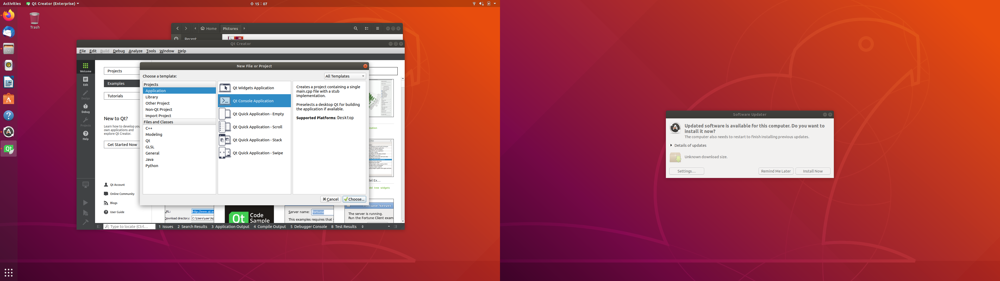 Activities
Qt Creator (Enterprise)
수 15 : 07
Trash
Home
Pictures
Recent
Qt Creator
File Edit Build Debug Analyze Tools Window Help
Welcome
Edit
Design
Debug
Projects
Help
Projects
Examples
Tutorials
New to Qt?
Learn how to develop you
own applications and
explore Qt Creator.
Get Started Now
Qt Account
Online Community
Blogs
User Guide
New File or Project
Choose a template:
All Templates
Projects
Application
Library
Other Project
Non-Qt Project
Import Project
Files and Classes
C++
Modeling
Qt
GLSL
General
Java
Python
Qt Widgets Application
Qt Console Application
Qt Quick Application - Empty
Qt Quick Application - Scroll
Qt Quick Application - Stack
Qt Quick Application - Swipe
Creates a project containing a single
main.cpp file with a stub
implementation.
Preselects a desktop Qt for building
the application if available.
Supported Platforms: Desktop
Cancel
Choose...
del Ex...
del tree widgets
URL:
http://www.qt.io
Download directory:
C:\Users\user\Ap
Qt Code
Sample
Server name: fortune
This examples requires that
Fortune Server
The server is running.
Run the Fortune Client exam
Type to locate (Ctrl...
1 Issues 2 Search Results 3 Application Output 4 Compile Output 5 Debugger Console 8 Test Results
Software Updater
Updated software is available for this computer. Do you want to
install it now?
The computer also needs to restart to finish installing previous updates.
Details of updates
Unknown download size.
Settings...
Remind Me Later
Install Now